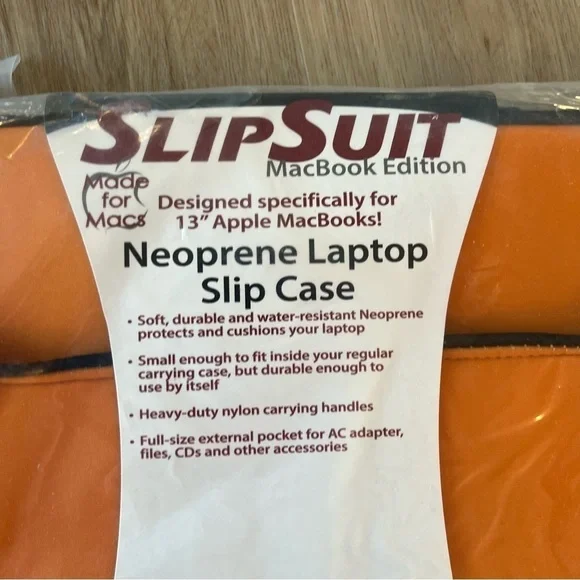 SLIPSUIT
MacBook Edition
Made
for
Macs
Designed specifically for
13" Apple MacBooks!
Neoprene Laptop
Slip Case
• Soft, durable and water-resistant Neoprene
protects and cushions your laptop
• Small enough to fit inside your regular
carrying case, but durable enough to
use by itself
• Heavy-duty nylon carrying handles
• Full-size external pocket for AC adapter,
files, CDs and other accessories